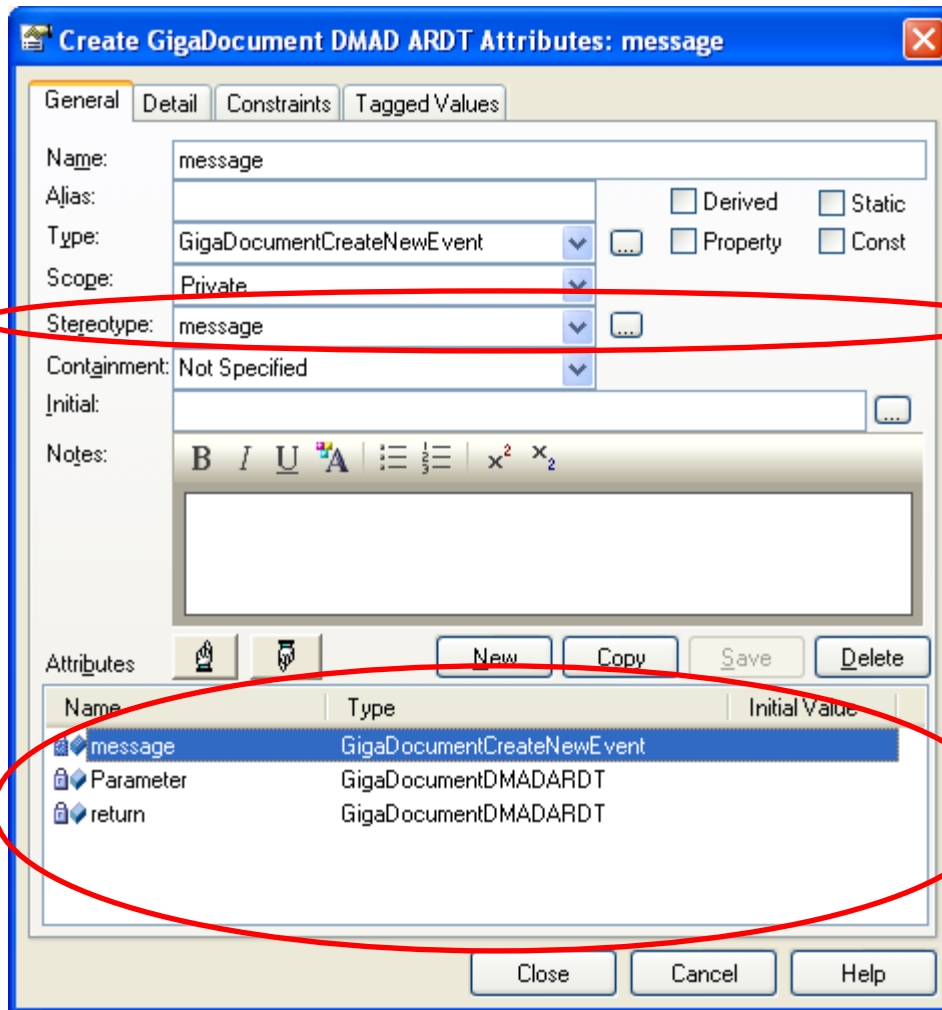 Create GigaDocument DMAD ARDT Attributes: message
General Detail Constraints Tagged Values
Name: message
Alias: Derived Static
Type: GigaDocumentCreateNewEvent ... Property Const
Scope: Private
Stereotype: message ...
Containment: Not Specified
Initial: ...
Notes: B I U A x² x₂
Attributes New Copy Save Delete
Name Type Initial Value
message GigaDocumentCreateNewEvent
Parameter GigaDocumentDMADARDT
return GigaDocumentDMADARDT
Close Cancel Help